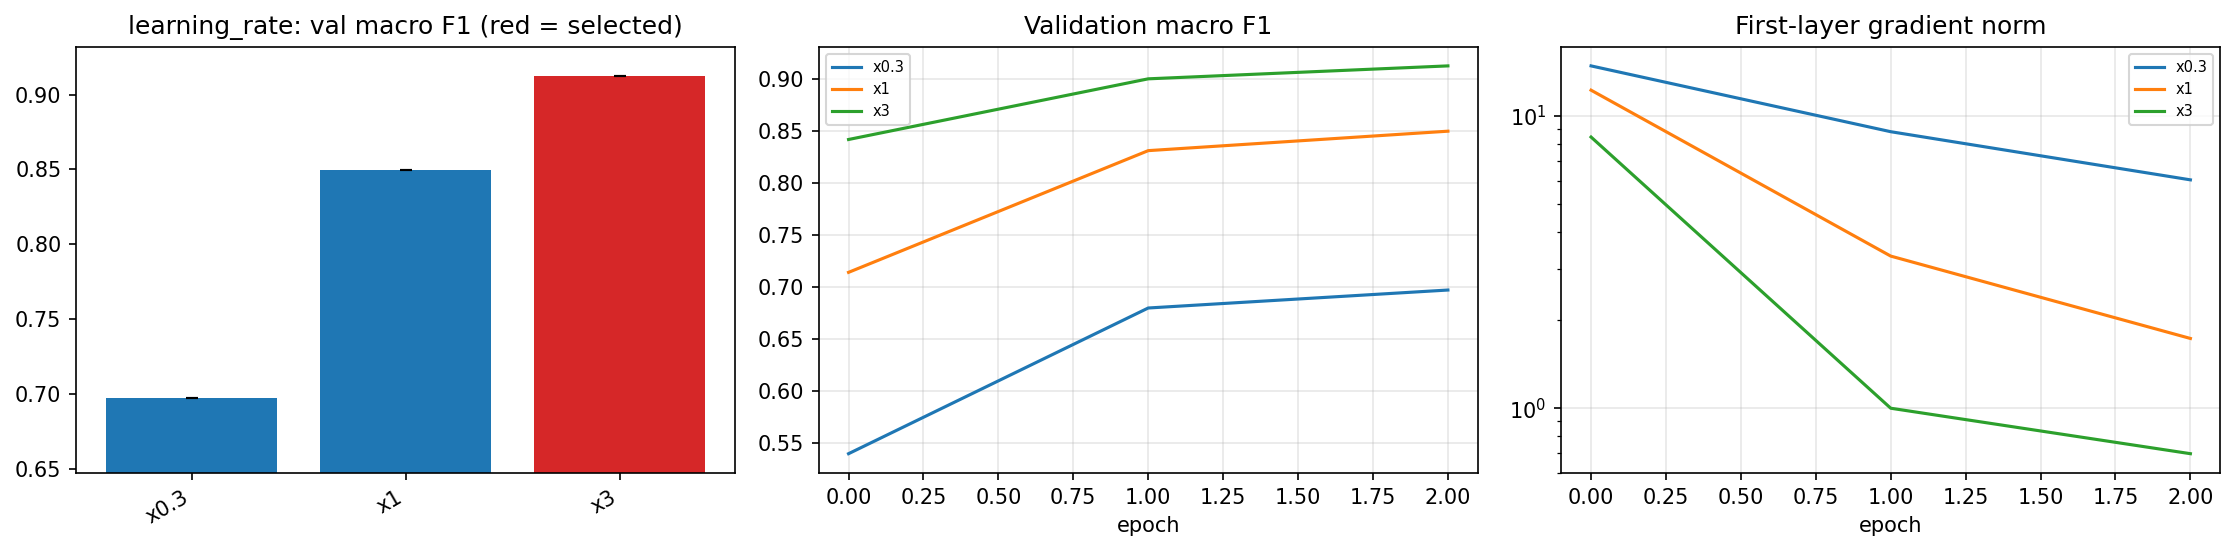 learning_rate: val macro F1 (red = selected)
0.90
0.85
0.80
0.75
0.70
0.65
x0.3
x1
x3
Validation macro F1
x0.3
x1
x3
0.90
0.85
0.80
0.75
0.70
0.65
0.60
0.55
0.00 0.25 0.50 0.75 1.00 1.25 1.50 1.75 2.00
epoch
First-layer gradient norm
x0.3
x1
x3
10¹
10⁰
0.00 0.25 0.50 0.75 1.00 1.25 1.50 1.75 2.00
epoch